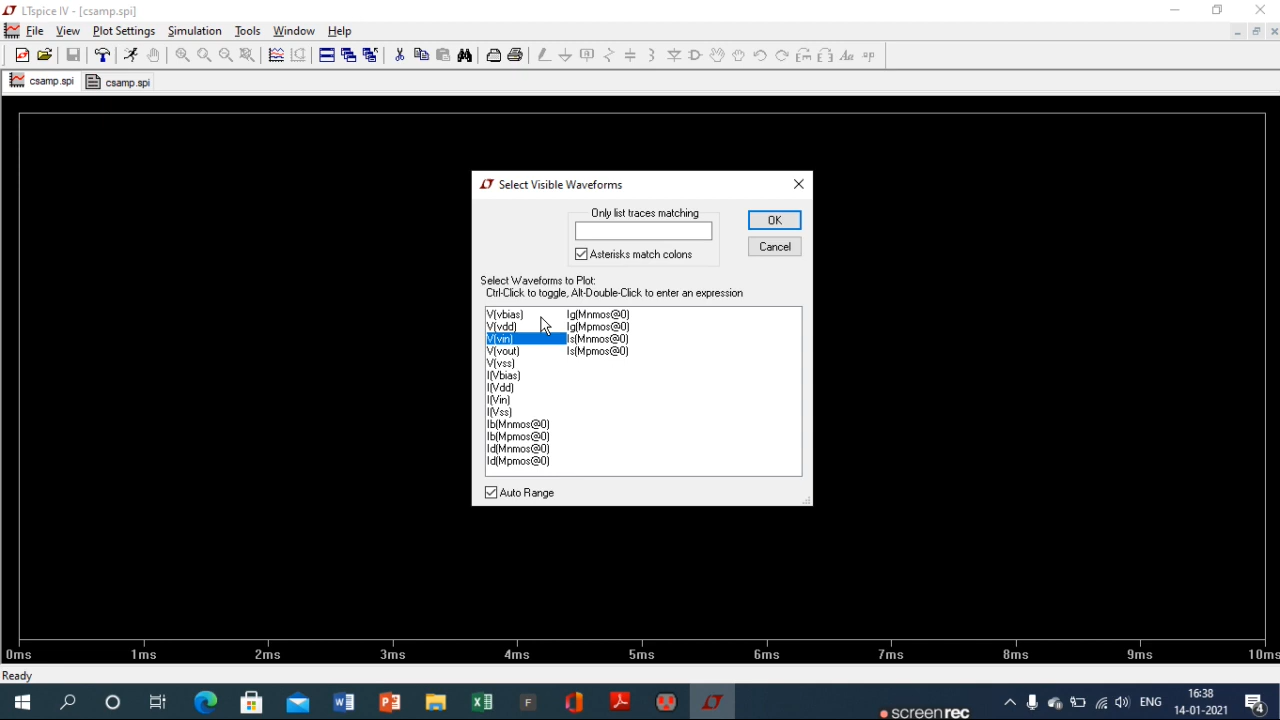 LTspice IV - [csamp.spi]
File View Plot Settings Simulation Tools Window Help
csamp.spi csamp.spi
Select Visible Waveforms
Only list traces matching
OK
Asterisks match colons
Cancel
Select Waveforms to Plot:
Ctrl-Click to toggle, Alt-Double-Click to enter an expression
V(vbias) Ig(Mnmos@0)
V(vdd) Ig(Mpmos@0)
V(vin) Is(Mnmos@0)
V(vout) Is(Mpmos@0)
V(vss)
I(Vbias)
I(Vdd)
I(Vin)
I(Vss)
Ib(Mnmos@0)
Ib(Mpmos@0)
Id(Mnmos@0)
Id(Mpmos@0)
Auto Range
0ms 1ms 2ms 3ms 4ms 5ms 6ms 7ms 8ms 9ms 10ms
Ready
ENG
16:38
14-01-2021
4
screenrec